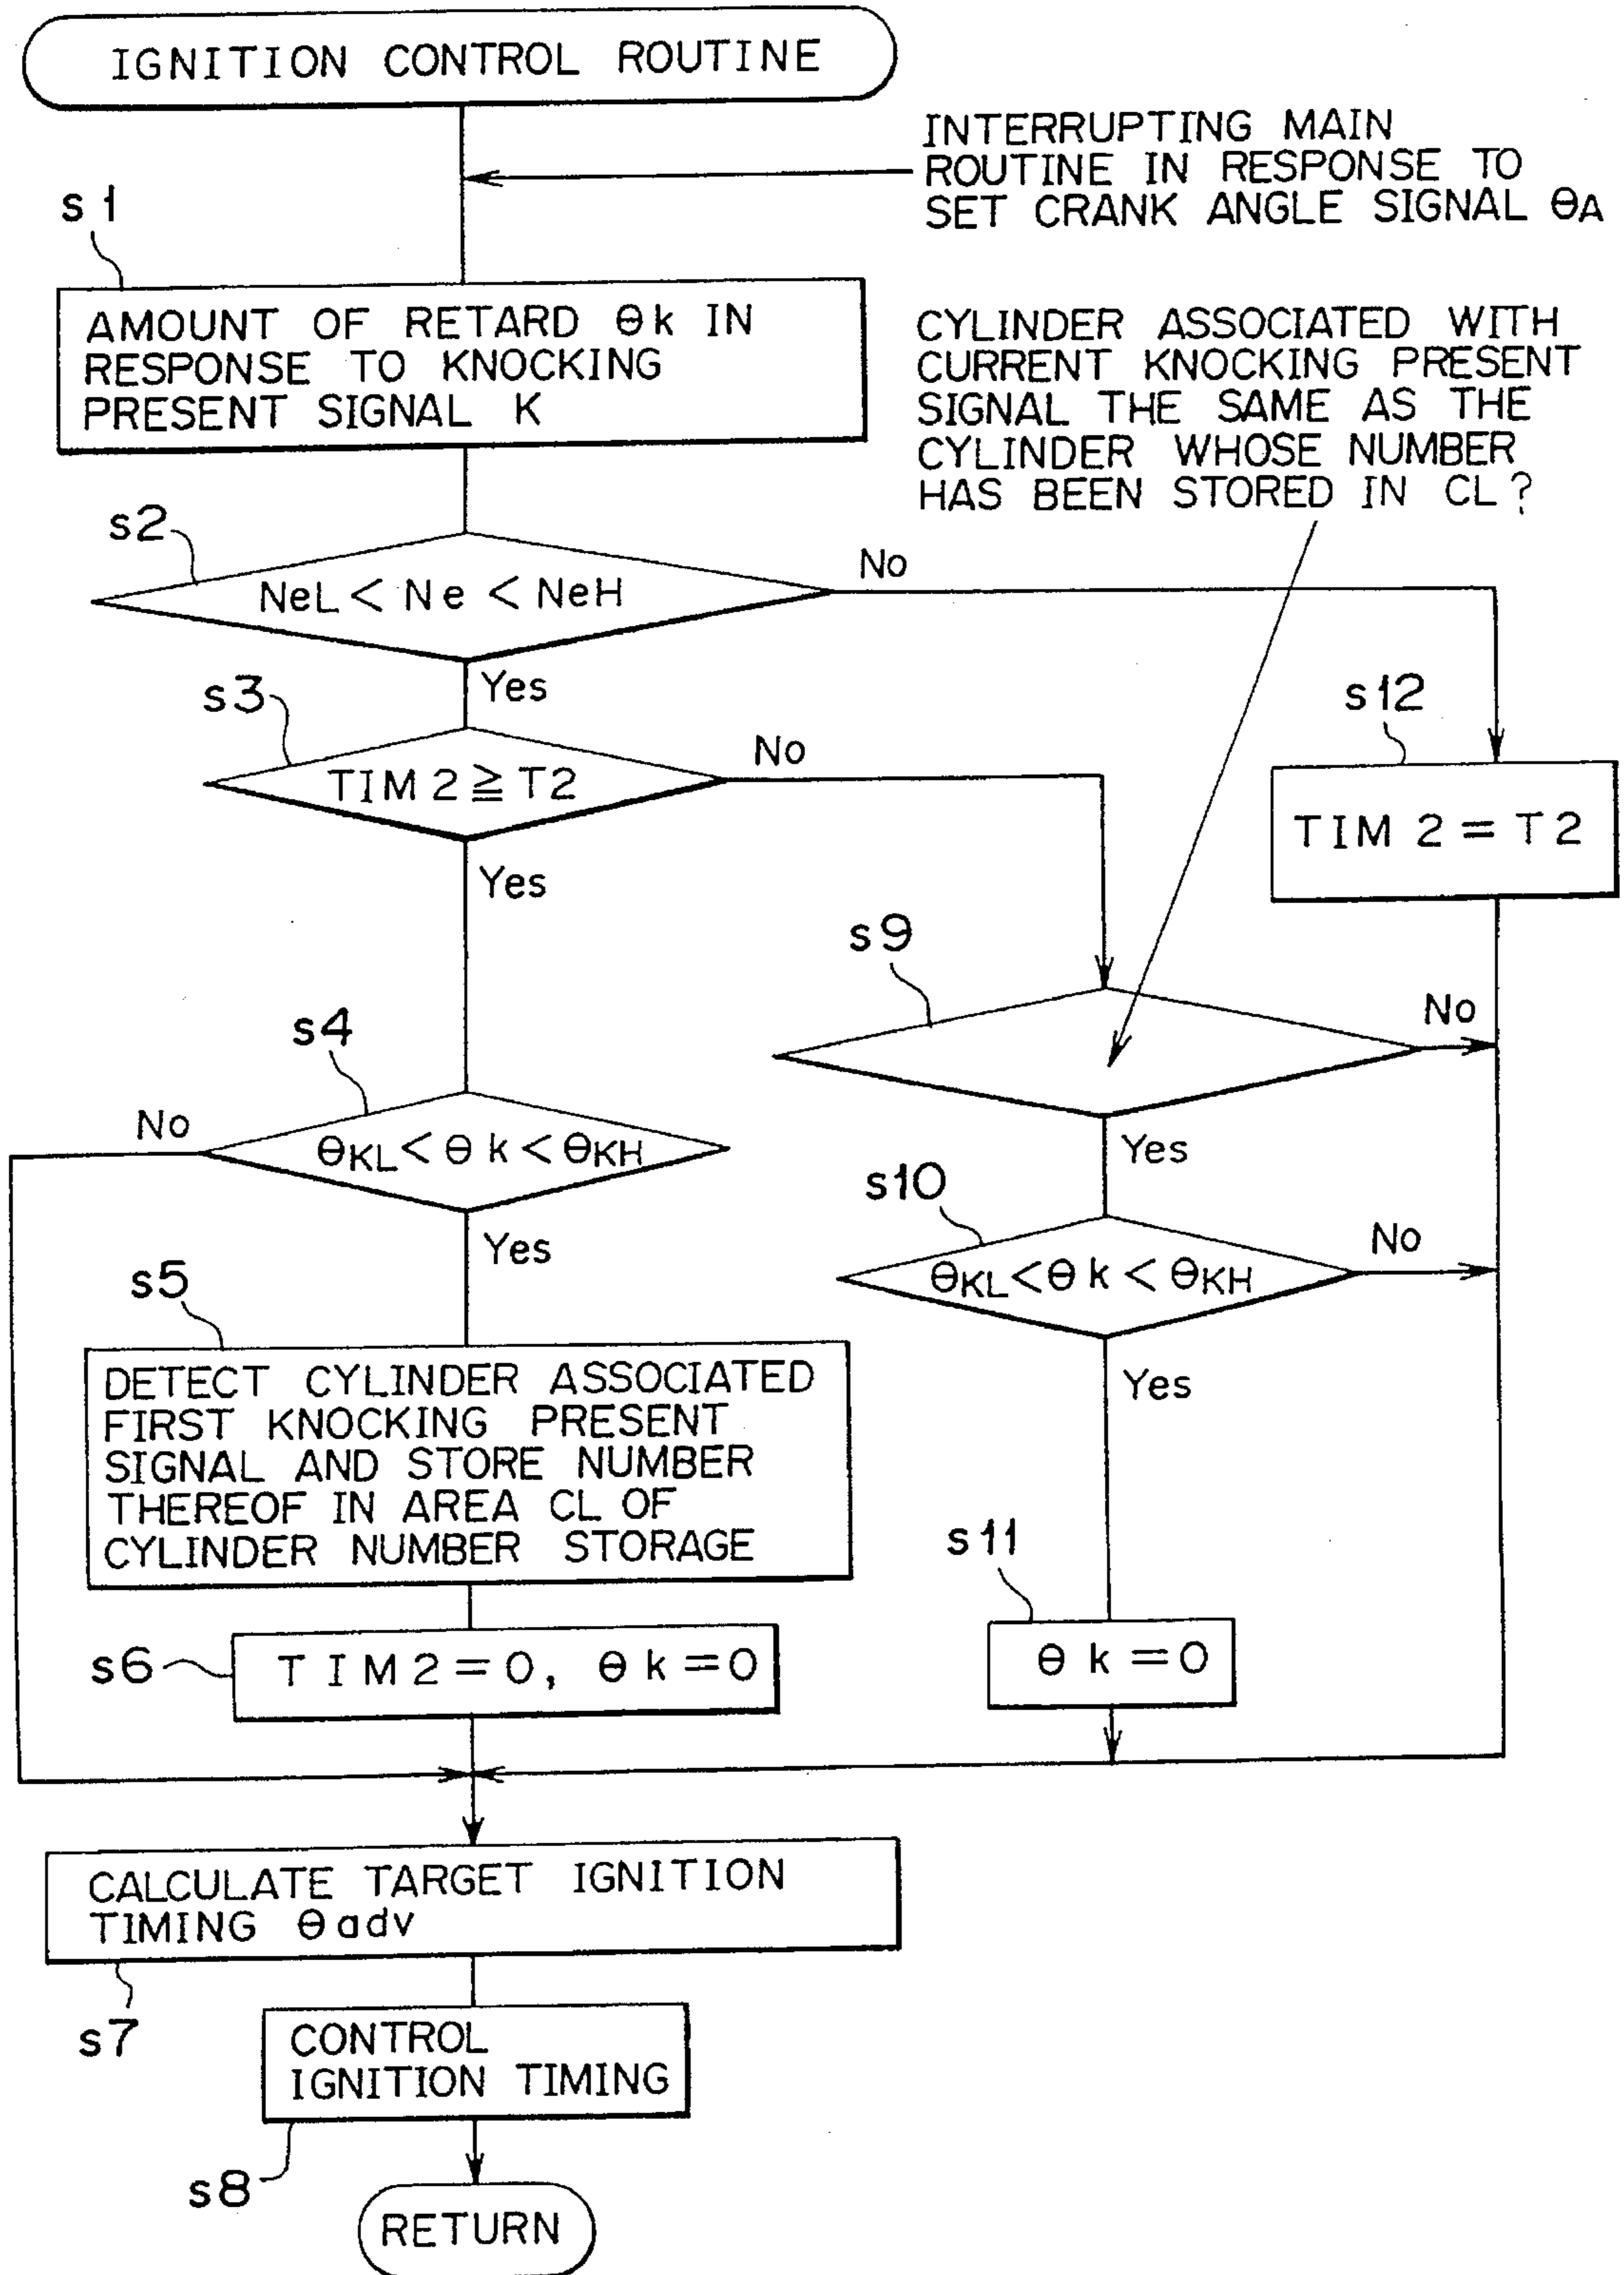 IGNITION CONTROL ROUTINE
INTERRUPTING MAIN
ROUTINE IN RESPONSE TO
SET CRANK ANGLE SIGNAL θA
s1
AMOUNT OF RETARD θk IN
RESPONSE TO KNOCKING
PRESENT SIGNAL K
CYLINDER ASSOCIATED WITH
CURRENT KNOCKING PRESENT
SIGNAL THE SAME AS THE
CYLINDER WHOSE NUMBER
HAS BEEN STORED IN CL?
s2
NeL < Ne < NeH
No
Yes
s3
TIM 2 ≧ T2
No
Yes
s12
TIM 2 = T2
s9
No
Yes
s4
θKL < θk < θKH
No
Yes
s10
θKL < θk < θKH
No
Yes
s5
DETECT CYLINDER ASSOCIATED
FIRST KNOCKING PRESENT
SIGNAL AND STORE NUMBER
THEREOF IN AREA CL OF
CYLINDER NUMBER STORAGE
s11
θk = 0
s6
TIM2 = 0, θk = 0
CALCULATE TARGET IGNITION
TIMING θadv
s7
CONTROL
IGNITION TIMING
s8
RETURN